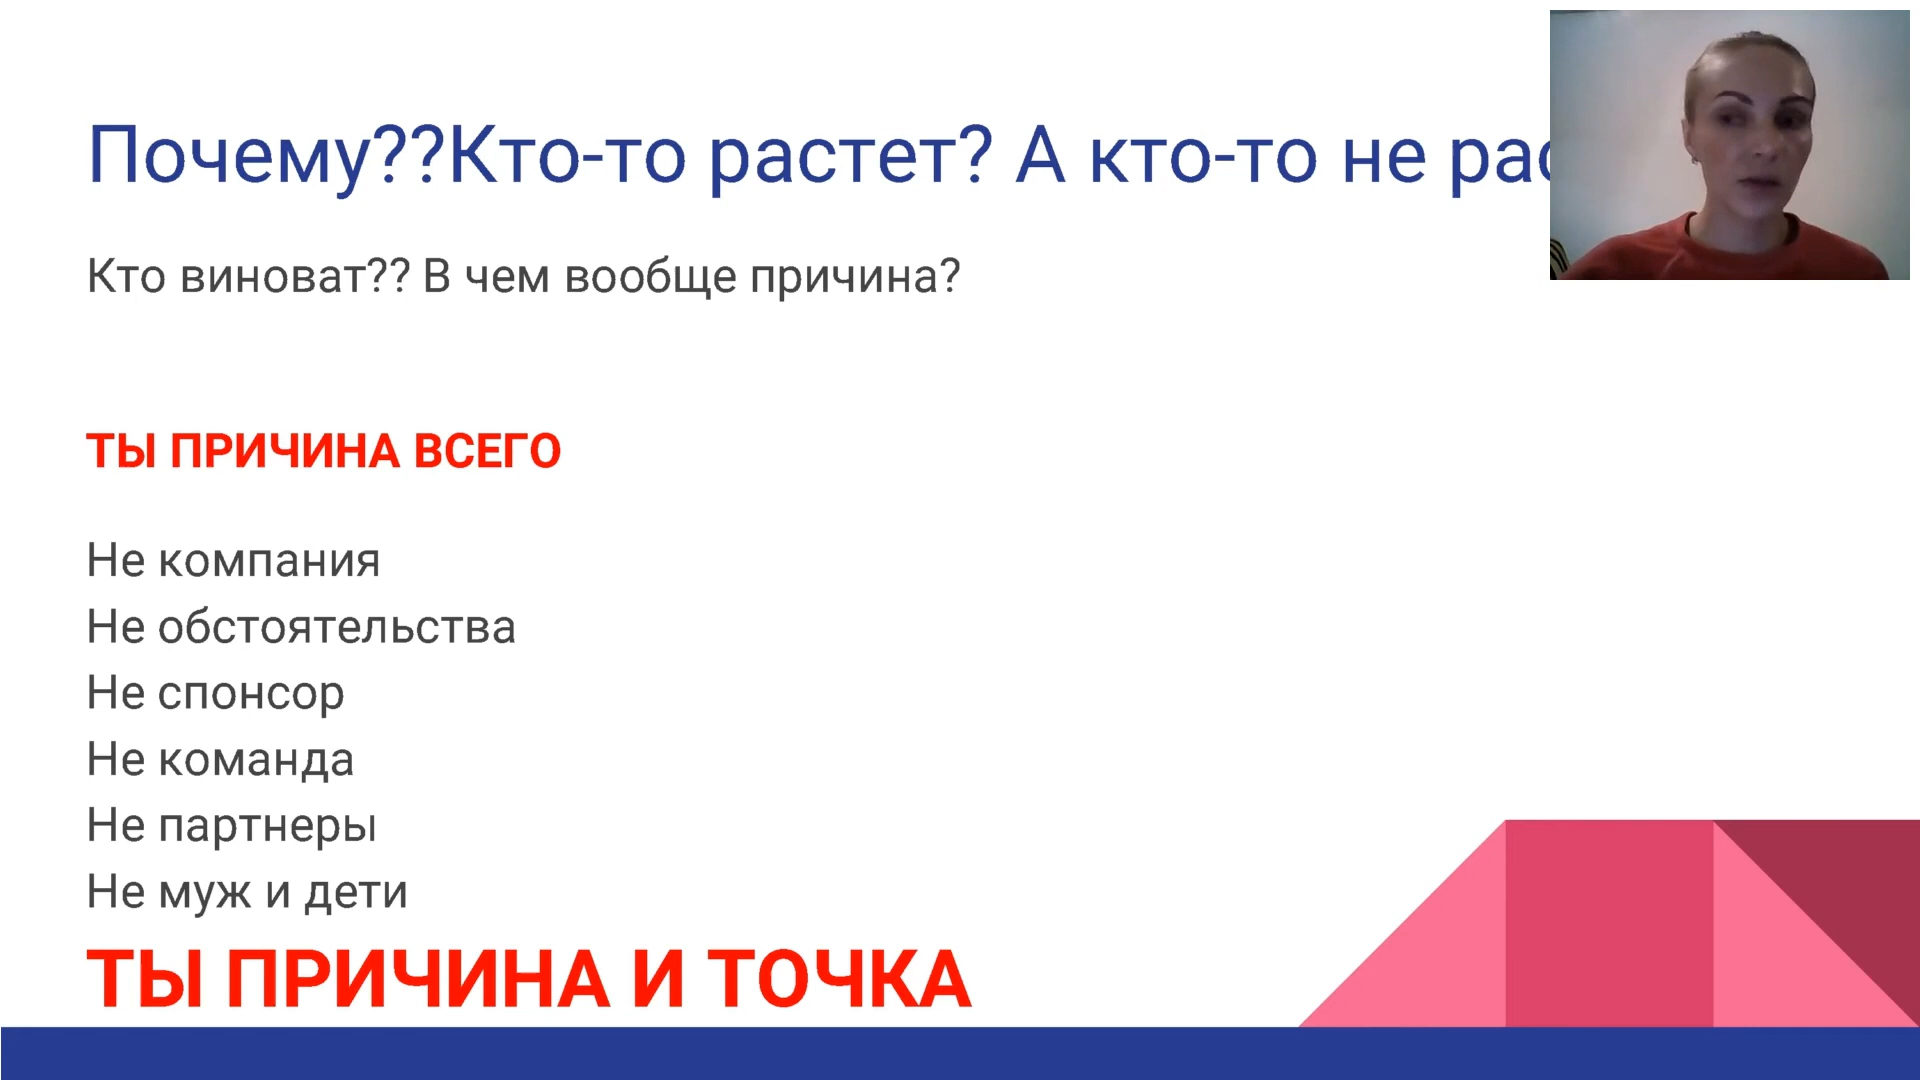 Почему??Кто-то растет? А кто-то не
Кто виноват?? В чем вообще причина?
ТЫ ПРИЧИНА ВСЕГО
Не компания
Не обстоятельства
Не спонсор
Не команда
Не партнеры
Не муж и дети
ТЫ ПРИЧИНА И ТОЧКА